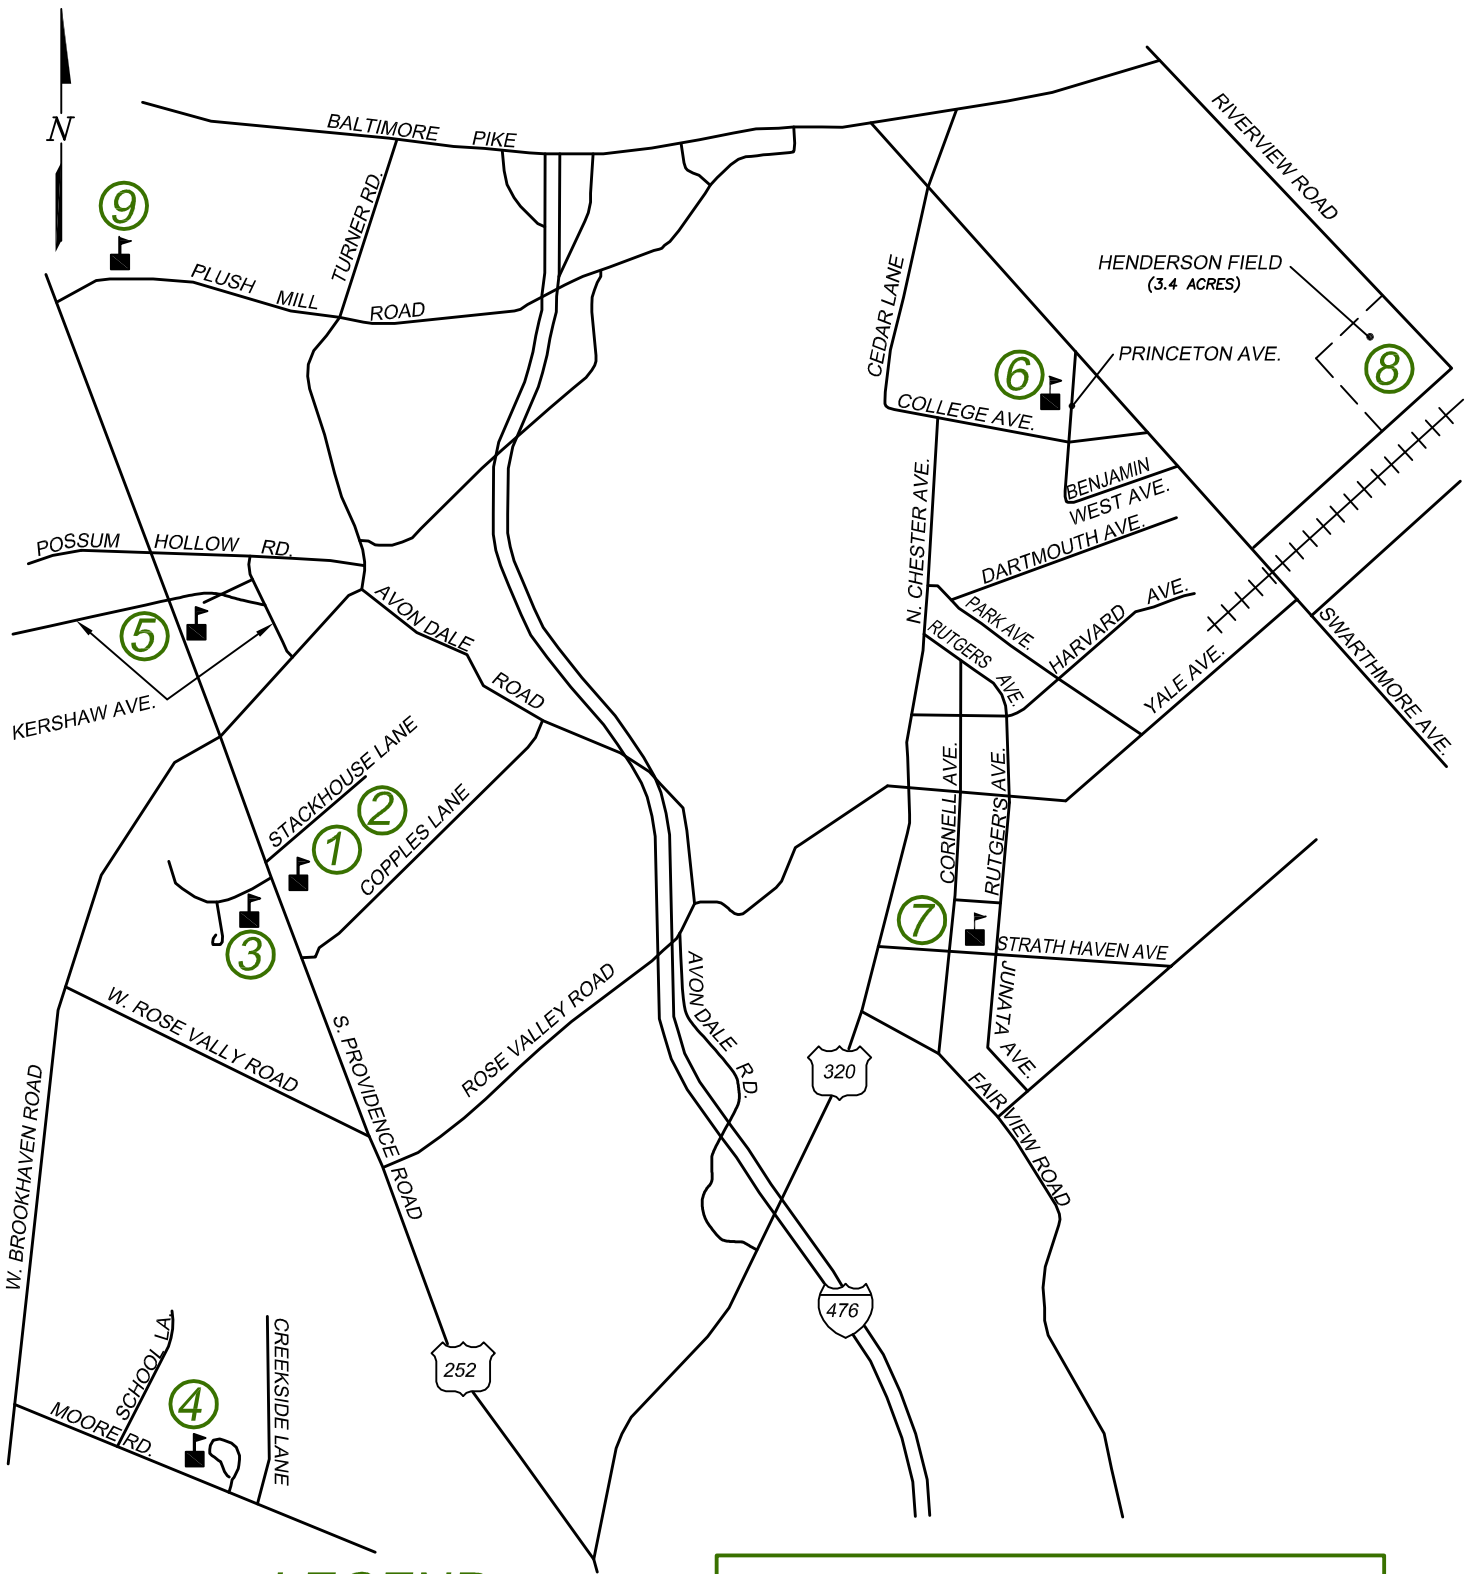 N
BALTIMORE PIKE
RIVERVIEW ROAD
9
TURNER RD.
PLUSH MILL ROAD
CEDAR LANE
HENDERSON FIELD
(3.4 ACRES)
PRINCETON AVE.
6
8
COLLEGE AVE.
BENJAMIN
WEST AVE.
N. CHESTER AVE.
DARTMOUTH AVE.
POSSUM HOLLOW RD.
AVON DALE ROAD
PARK AVE.
HARVARD AVE.
RUTGERS AVE.
5
KERSHAW AVE.
YALE AVE.
SWARTHMORE AVE.
STACKHOUSE LANE
2
1
COPPLES LANE
CORNELL AVE.
RUTGER'S AVE.
7
3
STRATH HAVEN AVE
W. ROSE VALLY ROAD
S. PROVIDENCE ROAD
ROSE VALLEY ROAD
AVON DALE RD.
JUNATA AVE.
320
FAIR VIEW ROAD
W. BROOKHAVEN ROAD
476
SCHOOL LA.
CREEKSIDE LANE
252
4
MOORE RD.
LEGEND